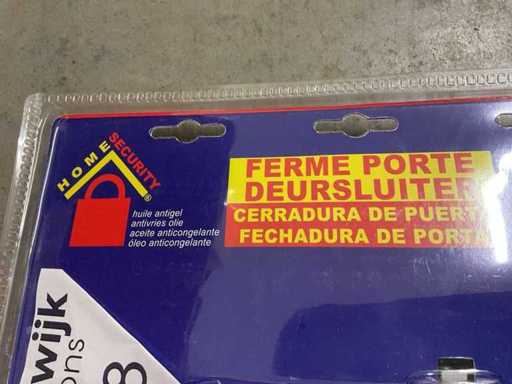 HOME SECURITY®
huile antigel
antivries olie
aceite anticongelante
óleo anticongelante
FERME PORTE
DEURSLUITER
CERRADURA DE PUERTA
FECHADURA DE PORTA
wijk
ons
8